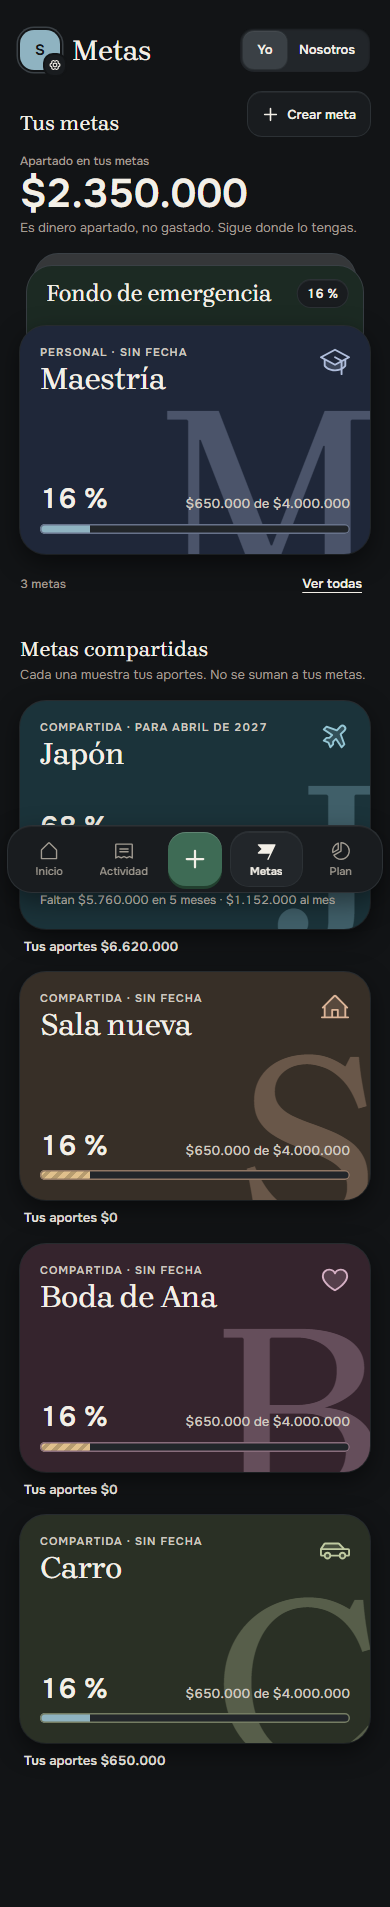 S
Metas
Yo
Nosotros
Tus metas
Crear meta
Apartado en tus metas
$2.350.000
Es dinero apartado, no gastado. Sigue donde lo tengas.
Fondo de emergencia
16 %
PERSONAL · SIN FECHA
Maestría
M
16 %
$650.000 de $4.000.000
3 metas
Ver todas
Metas compartidas
Cada una muestra tus aportes. No se suman a tus metas.
COMPARTIDA · PARA ABRIL DE 2027
Japón
J
68 %
Inicio
Actividad
Metas
Plan
Faltan $5.760.000 en 5 meses · $1.152.000 al mes
Tus aportes $6.620.000
COMPARTIDA · SIN FECHA
Sala nueva
S
16 %
$650.000 de $4.000.000
Tus aportes $0
COMPARTIDA · SIN FECHA
Boda de Ana
B
16 %
$650.000 de $4.000.000
Tus aportes $0
COMPARTIDA · SIN FECHA
Carro
C
16 %
$650.000 de $4.000.000
Tus aportes $650.000